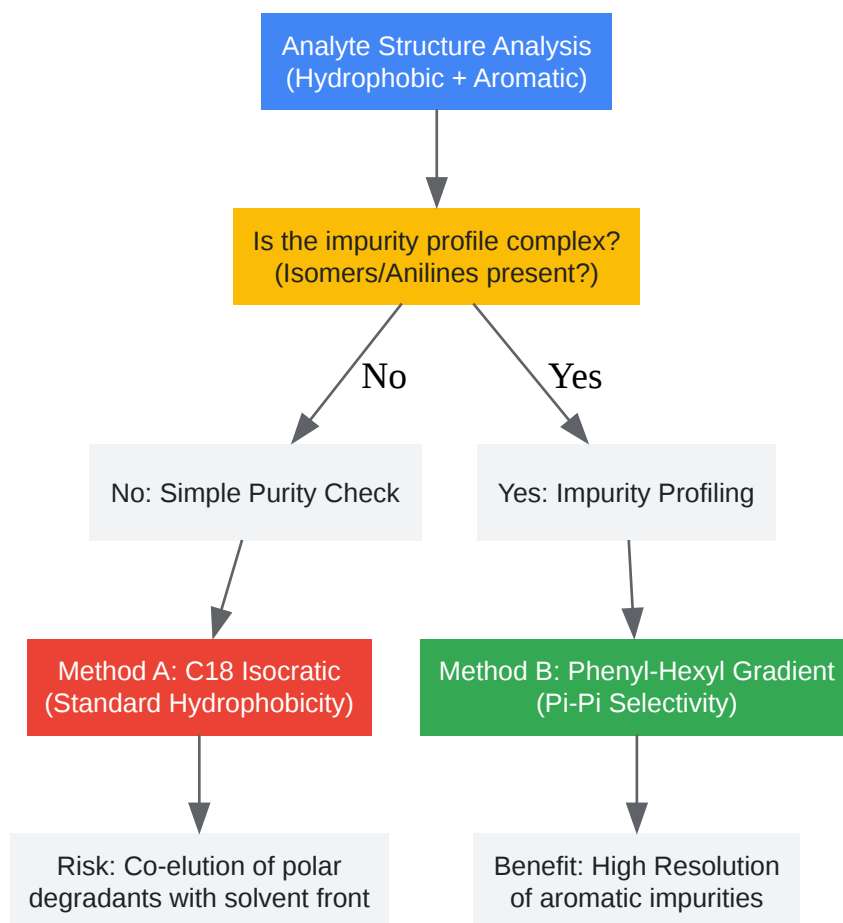 Analyte Structure Analysis
(Hydrophobic + Aromatic)
Is the impurity profile complex?
(Isomers/Anilines present?)
No
Yes
No: Simple Purity Check
Yes: Impurity Profiling
Method A: C18 Isocratic
(Standard Hydrophobicity)
Method B: Phenyl-Hexyl Gradient
(Pi-Pi Selectivity)
Risk: Co-elution of polar
degradants with solvent front
Benefit: High Resolution
of aromatic impurities